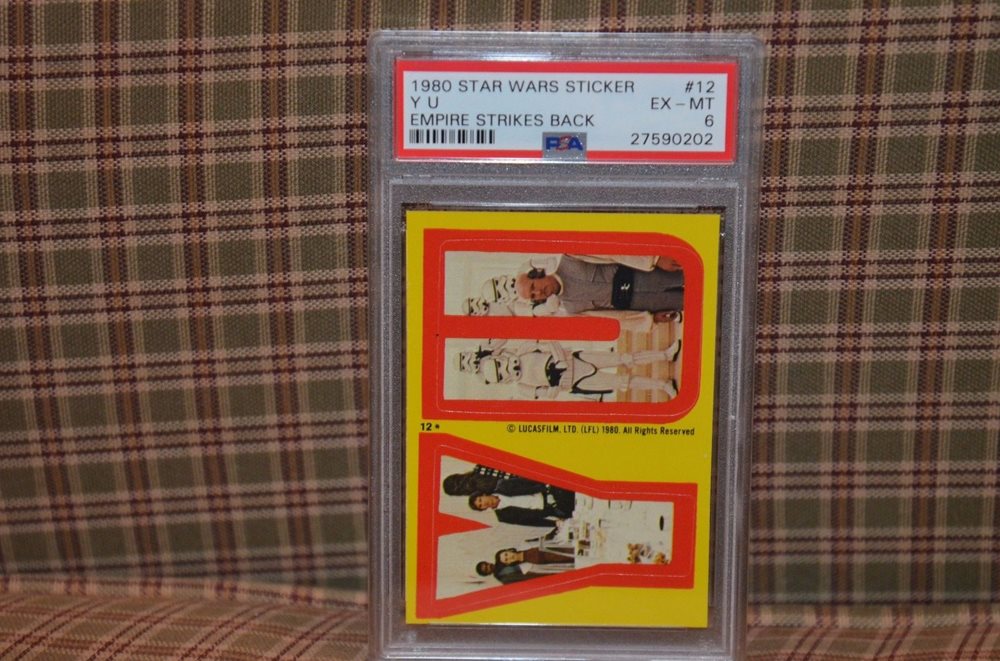 1980 STAR WARS STICKER #12
Y U EX - MT
EMPIRE STRIKES BACK 6
PSA 27590202
U
12*
© LUCASFILM, LTD. (LFL) 1980. All Rights Reserved
Y